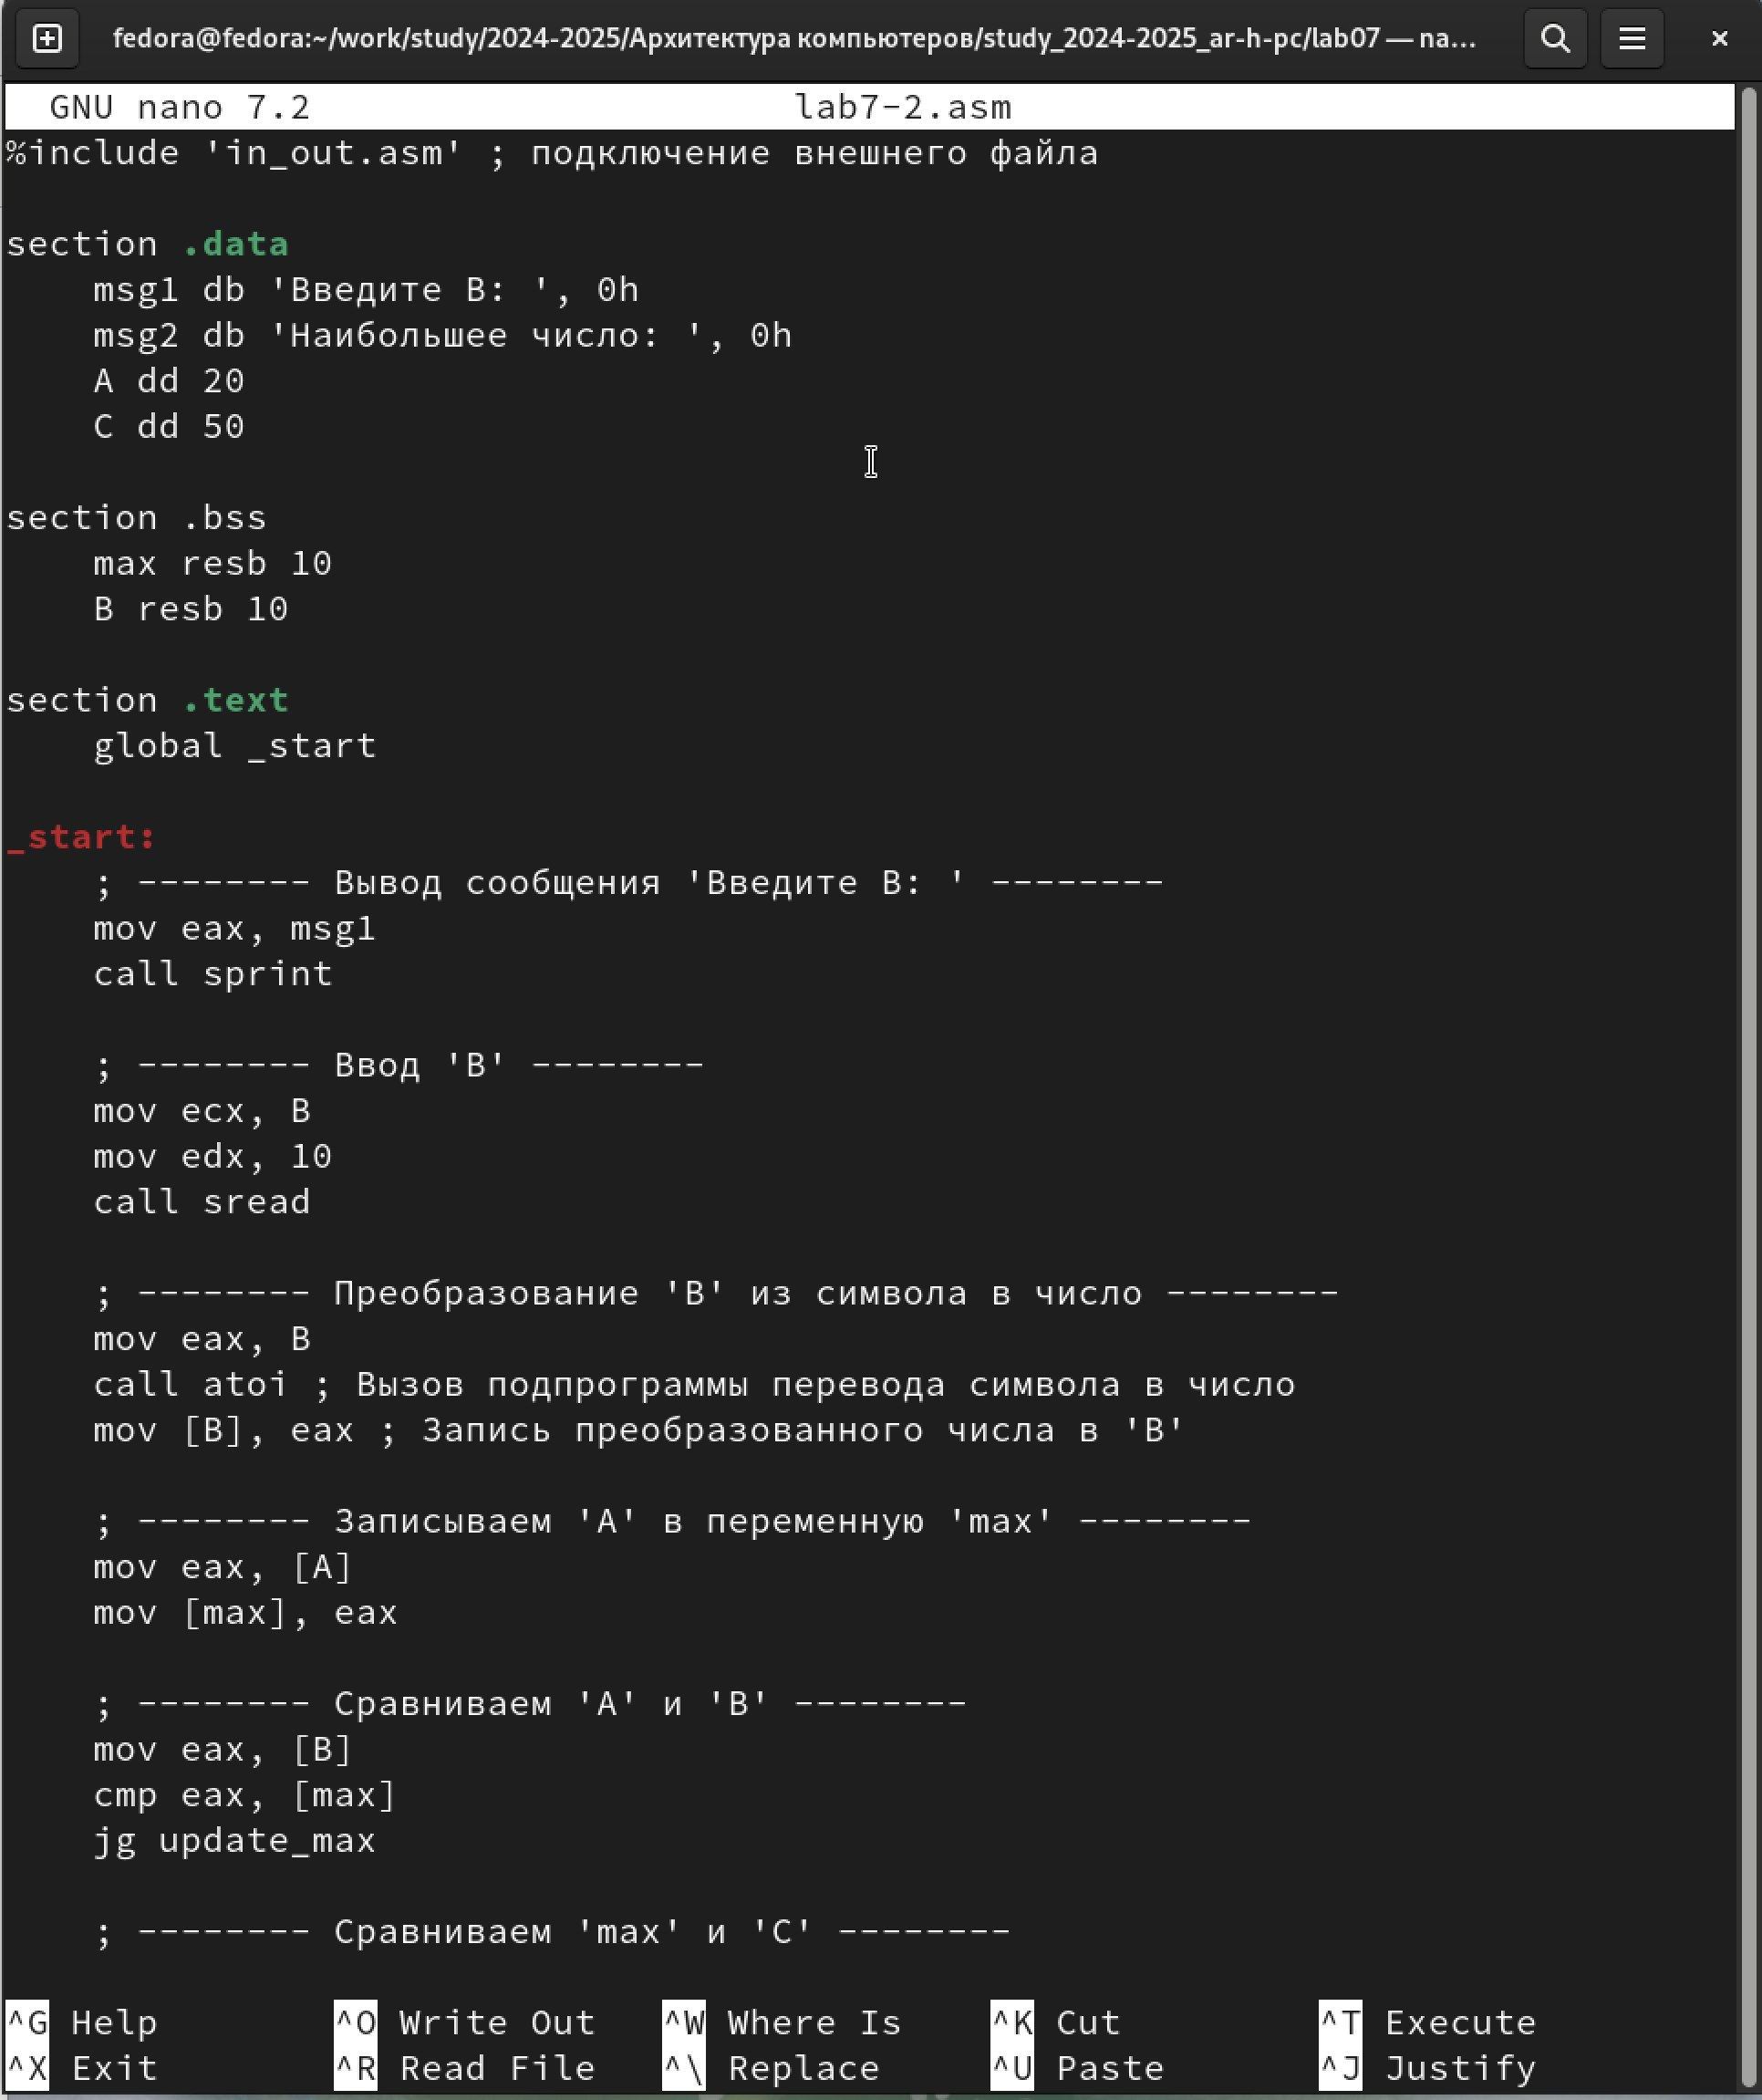 fedora@fedora:~/work/study/2024-2025/Архитектура компьютеров/study_2024-2025_ar-h-pc/lab07 — na...
GNU nano 7.2 lab7-2.asm
%include 'in_out.asm' ; подключение внешнего файла
section .data
    msg1 db 'Введите B: ', 0h
    msg2 db 'Наибольшее число: ', 0h
    A dd 20
    C dd 50
section .bss
    max resb 10
    B resb 10
section .text
    global _start
_start:
    ; -------- Вывод сообщения 'Введите B: ' --------
    mov eax, msg1
    call sprint
    ; -------- Ввод 'B' --------
    mov ecx, B
    mov edx, 10
    call sread
    ; -------- Преобразование 'B' из символа в число --------
    mov eax, B
    call atoi ; Вызов подпрограммы перевода символа в число
    mov [B], eax ; Запись преобразованного числа в 'B'
    ; -------- Записываем 'A' в переменную 'max' --------
    mov eax, [A]
    mov [max], eax
    ; -------- Сравниваем 'A' и 'B' --------
    mov eax, [B]
    cmp eax, [max]
    jg update_max
    ; -------- Сравниваем 'max' и 'C' --------
^G Help ^O Write Out ^W Where Is ^K Cut ^T Execute
^X Exit ^R Read File ^\ Replace ^U Paste ^J Justify